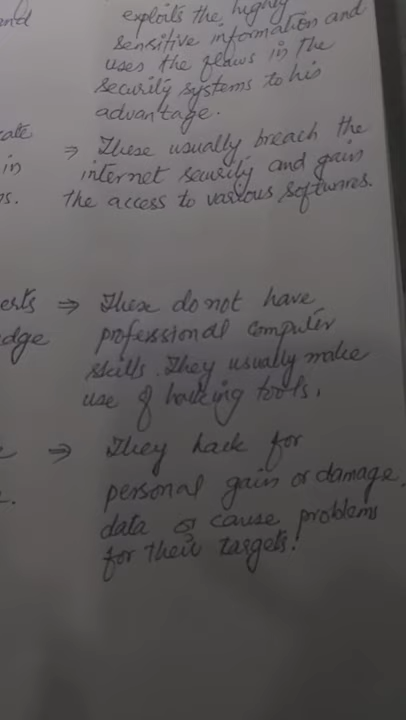 and
exploits the highly
sensitive information and
uses the flaws in the
security systems to his
advantage.
⇒ These usually breach the
internet security and gain
the access to various softwares.
in
⇒ These do not have
professional computer
skills. They usually make
use of hacking tools.
⇒ They hack for
personal gain or damage
data or cause problems
for their targets.